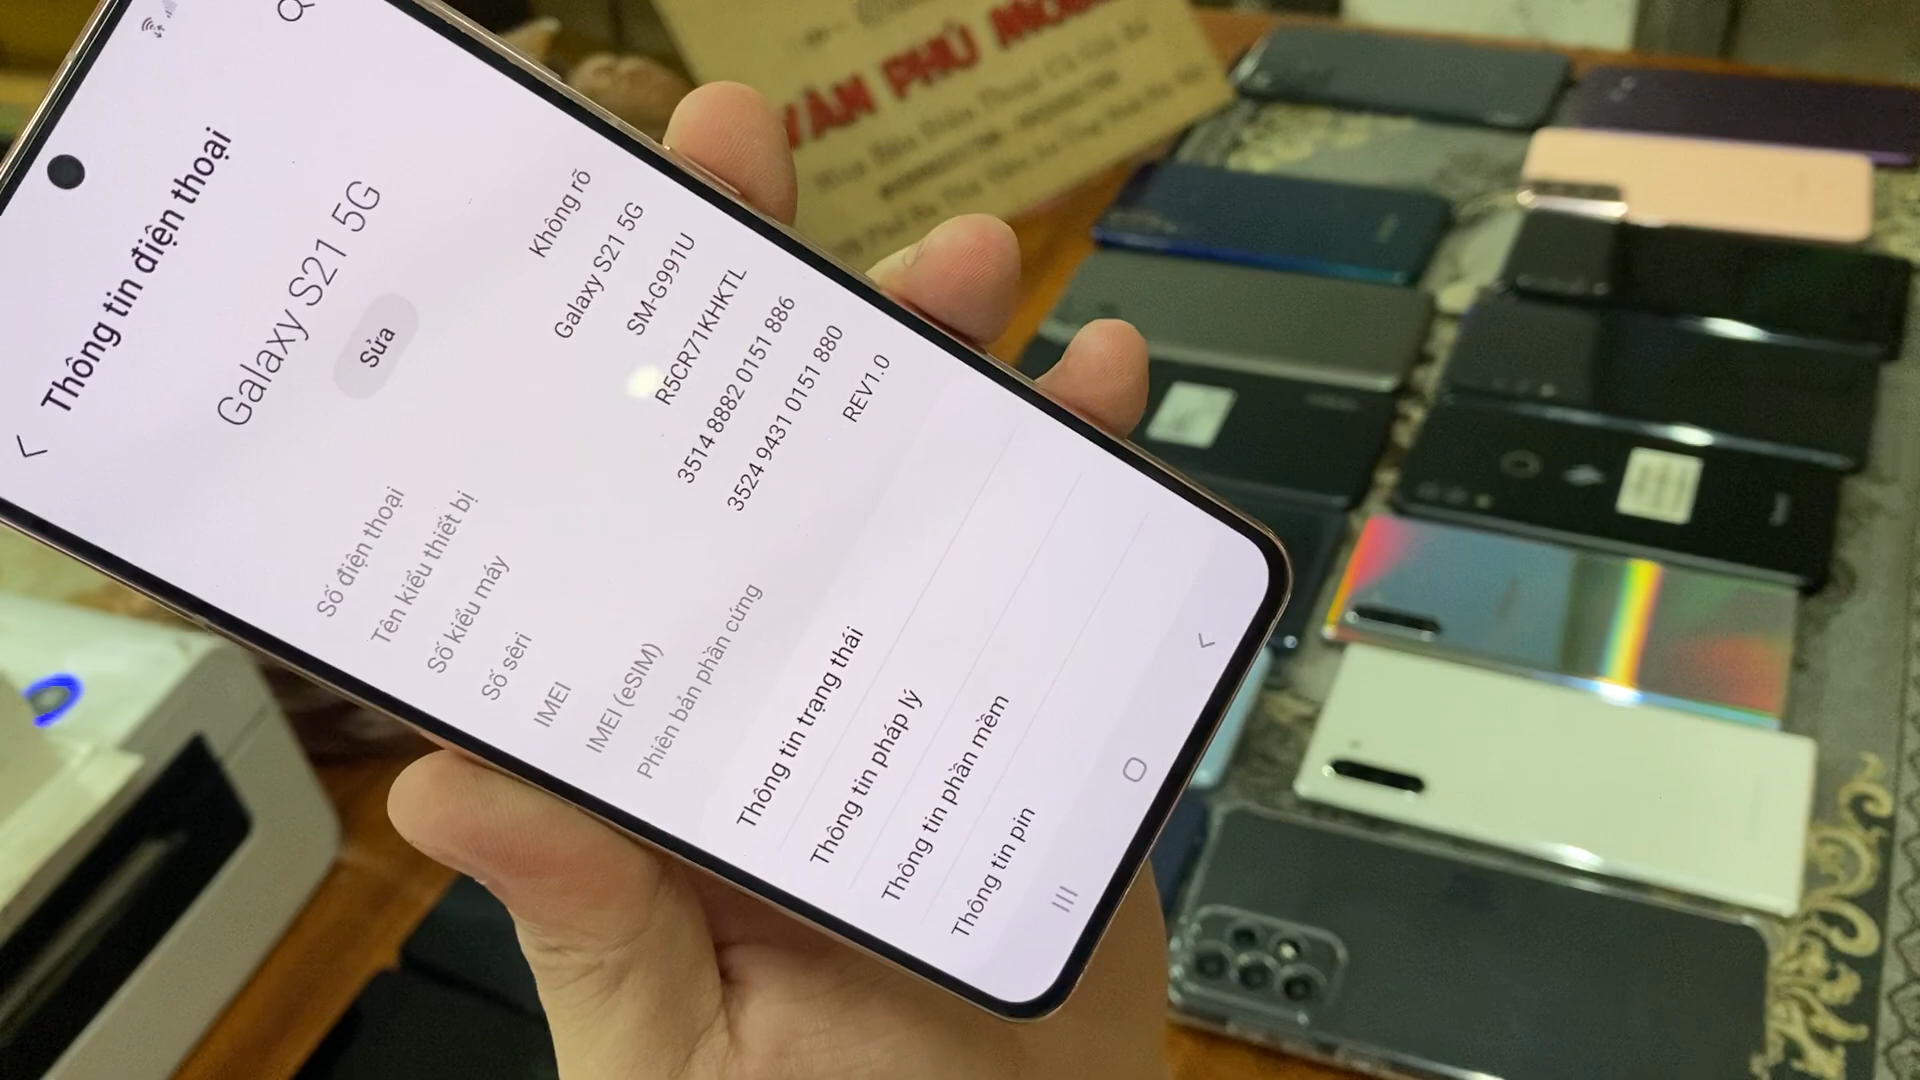 Thông tin điện thoại
Galaxy S21 5G
Sửa
Số điện thoại Không rõ
Tên kiểu thiết bị Galaxy S21 5G
Số kiểu máy SM-G991U
Số sêri R5CR71KHKTL
IMEI 3514 8882 0151 886
IMEI (eSIM) 3524 9431 0151 880
Phiên bản phần cứng REV1.0
Thông tin trạng thái
Thông tin pháp lý
Thông tin phần mềm
Thông tin pin
VĂN PHÚ